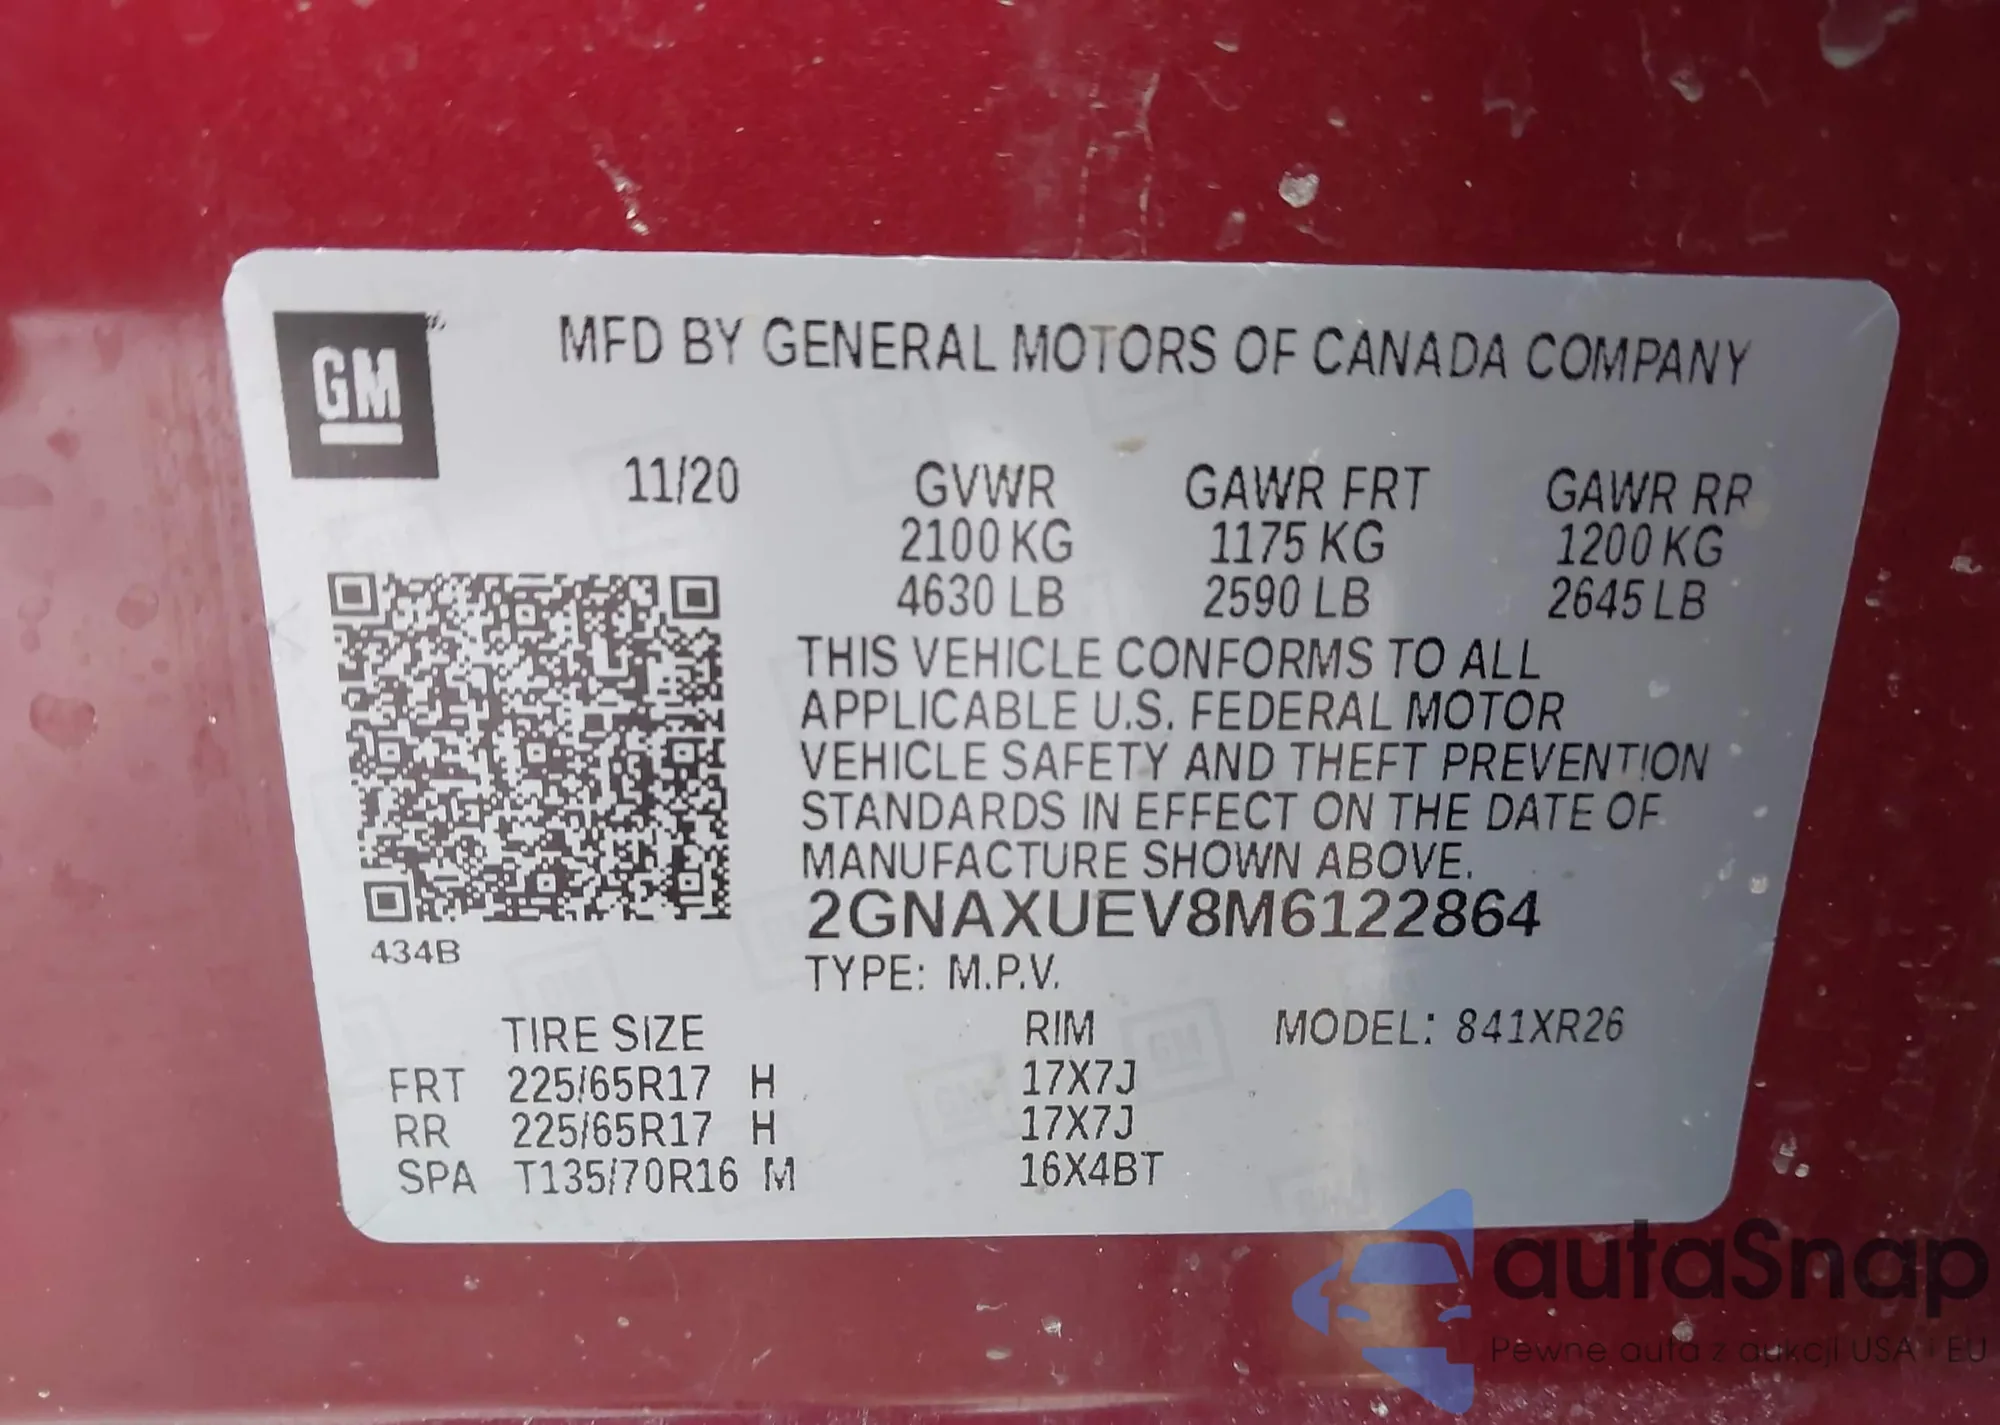 GM
MFD BY GENERAL MOTORS OF CANADA COMPANY
11/20 GVWR GAWR FRT GAWR RR
2100 KG 1175 KG 1200 KG
4630 LB 2590 LB 2645 LB
THIS VEHICLE CONFORMS TO ALL
APPLICABLE U.S. FEDERAL MOTOR
VEHICLE SAFETY AND THEFT PREVENTION
STANDARDS IN EFFECT ON THE DATE OF
MANUFACTURE SHOWN ABOVE.
2GNAXUEV8M6122864
434B
TYPE: M.P.V.
TIRE SIZE RIM MODEL: 841XR26
FRT 225/65R17 H 17X7J
RR 225/65R17 H 17X7J
SPA T135/70R16 M 16X4BT
autaSnap
Pewne auta z aukcji USA i EU